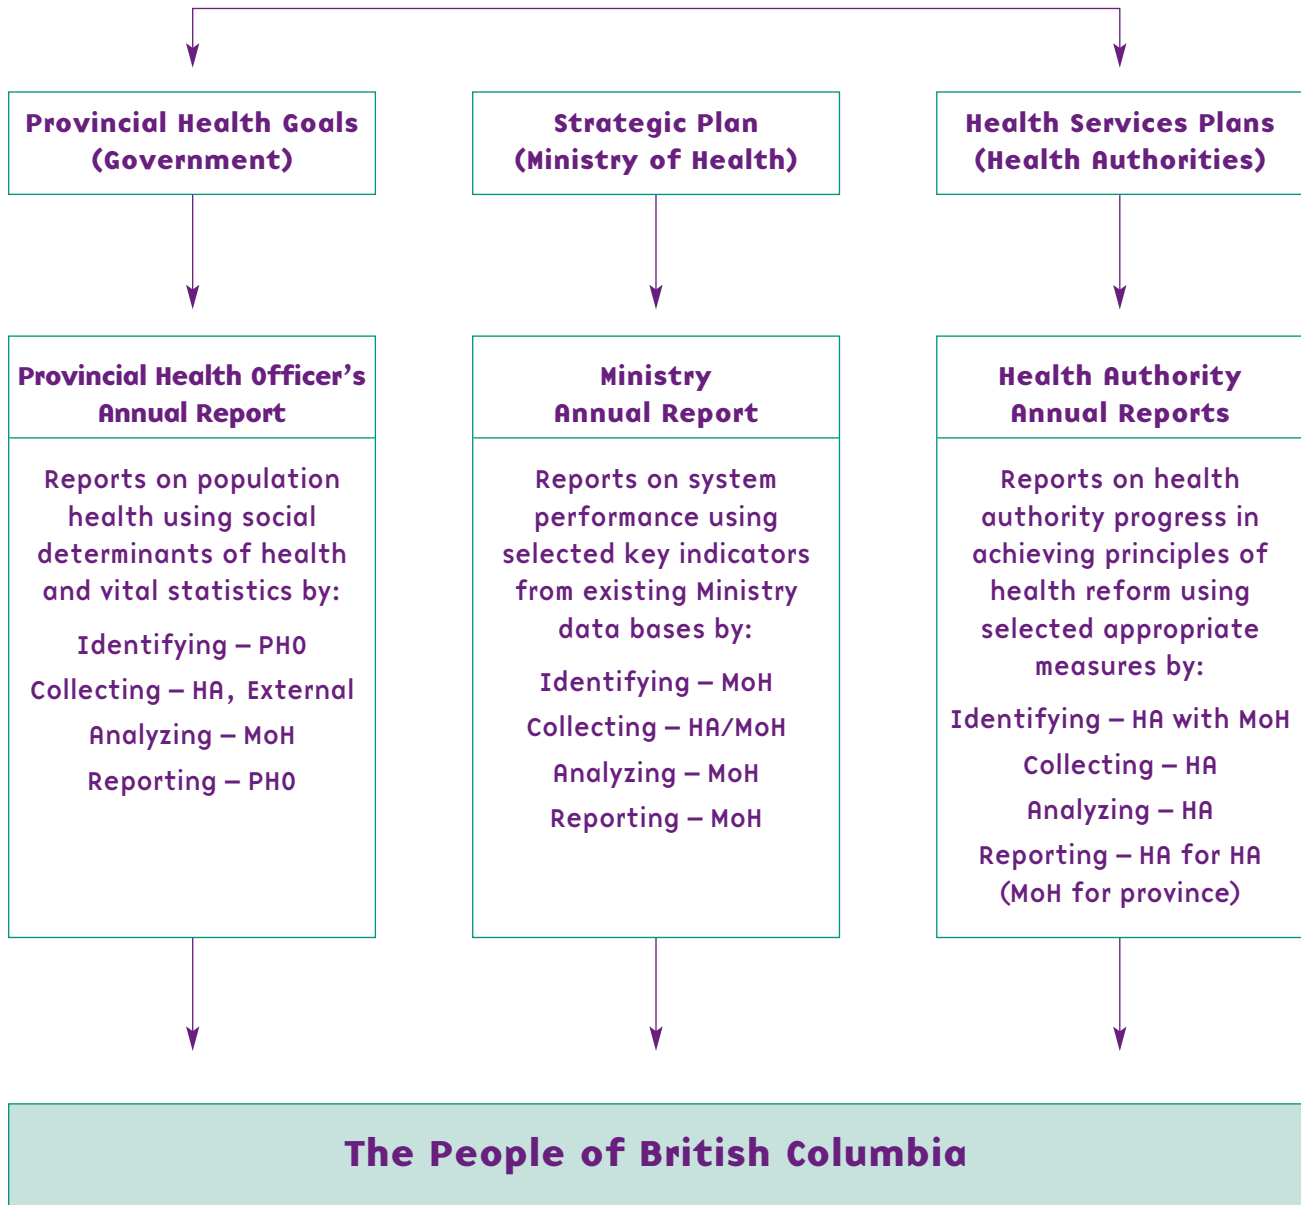 Provincial Health Goals
(Government)
Strategic Plan
(Ministry of Health)
Health Services Plans
(Health Authorities)
Provincial Health Officer's
Annual Report
Reports on population
health using social
determinants of health
and vital statistics by:
Identifying – PHO
Collecting – HA, External
Analyzing – MoH
Reporting – PHO
Ministry
Annual Report
Reports on system
performance using
selected key indicators
from existing Ministry
data bases by:
Identifying – MoH
Collecting – HA/MoH
Analyzing – MoH
Reporting – MoH
Health Authority
Annual Reports
Reports on health
authority progress in
achieving principles of
health reform using
selected appropriate
measures by:
Identifying – HA with MoH
Collecting – HA
Analyzing – HA
Reporting – HA for HA
(MoH for province)
The People of British Columbia